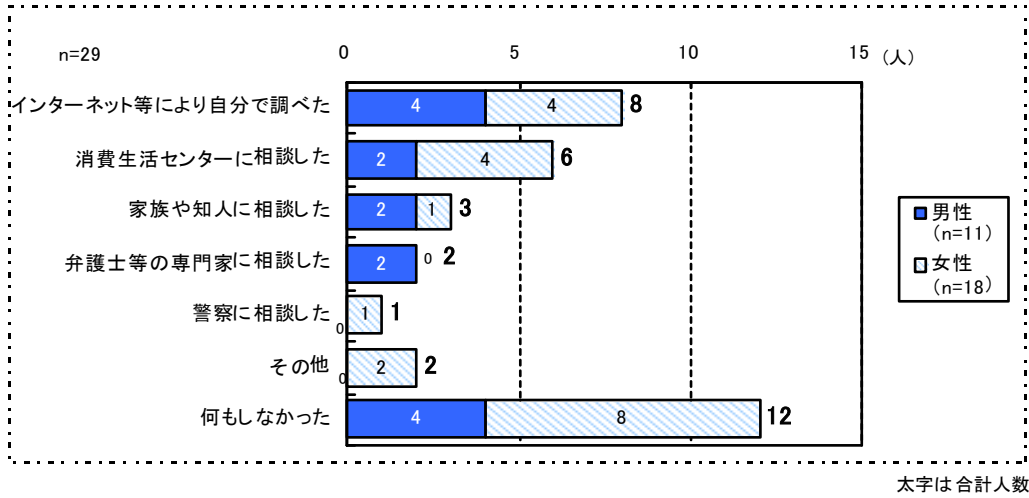 n=29
0 5 10 15 (人)
インターネット等により自分で調べた 4 4 8
消費生活センターに相談した 2 4 6
家族や知人に相談した 2 1 3
弁護士等の専門家に相談した 2 0 2
警察に相談した 0 1 1
その他 0 2 2
何もしなかった 4 8 12
男性
(n=11)
女性
(n=18)
太字は合計人数